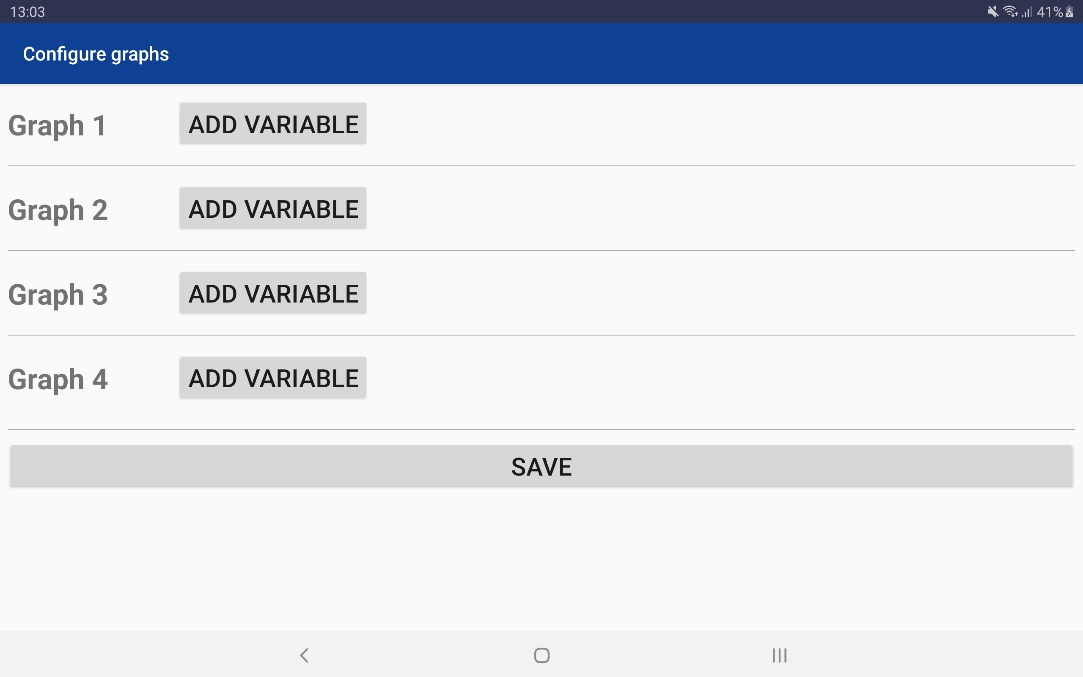 13:03 41%
Configure graphs
Graph 1 ADD VARIABLE
Graph 2 ADD VARIABLE
Graph 3 ADD VARIABLE
Graph 4 ADD VARIABLE
SAVE